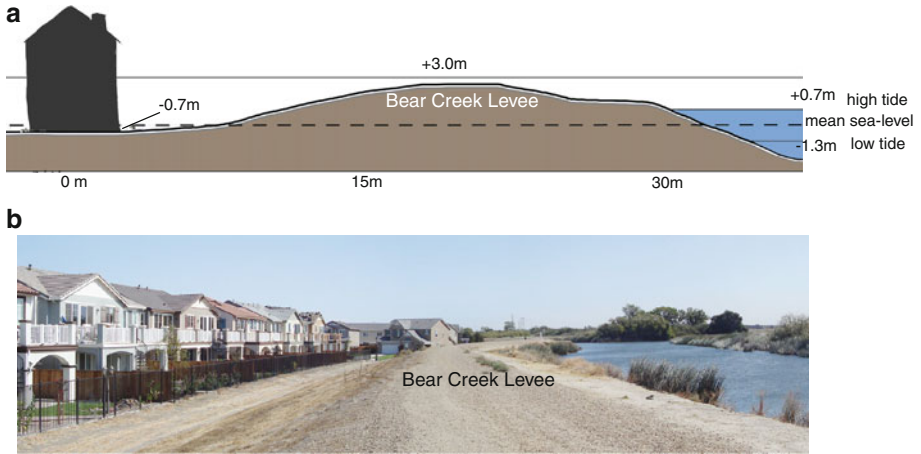 a
+3.0m
-0.7m
Bear Creek Levee
+0.7m high tide
mean sea-level
-1.3m low tide
0 m 15m 30m
b
Bear Creek Levee